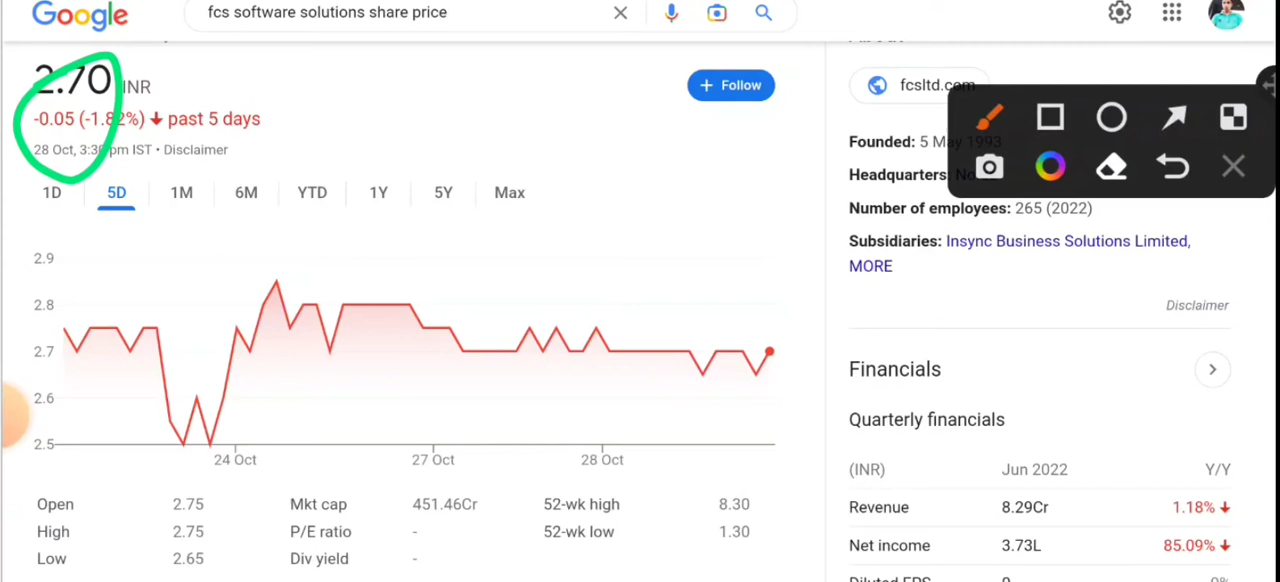 Google
fcs software solutions share price
2.70 INR
-0.05 (-1.82%) past 5 days
28 Oct, 3:30 pm IST • Disclaimer
+ Follow
1D 5D 1M 6M YTD 1Y 5Y Max
2.9
2.8
2.7
2.6
2.5
24 Oct 27 Oct 28 Oct
Open 2.75 Mkt cap 451.46Cr 52-wk high 8.30
High 2.75 P/E ratio - 52-wk low 1.30
Low 2.65 Div yield -
fcsltd.com
Founded: 5 May 1993
Headquarters:
Number of employees: 265 (2022)
Subsidiaries: Insync Business Solutions Limited,
MORE
Disclaimer
Financials
Quarterly financials
(INR) Jun 2022 Y/Y
Revenue 8.29Cr 1.18%
Net income 3.73L 85.09%